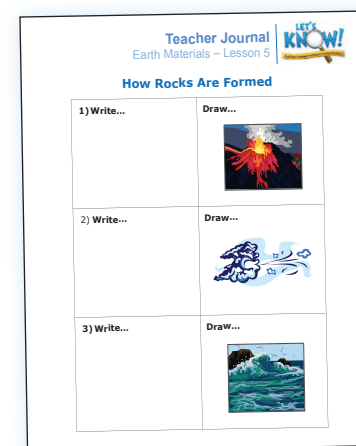 Teacher Journal
Earth Materials – Lesson 5
LET'S
KNOW!
How Rocks Are Formed
1) Write...
Draw...
2) Write...
Draw...
3) Write...
Draw...